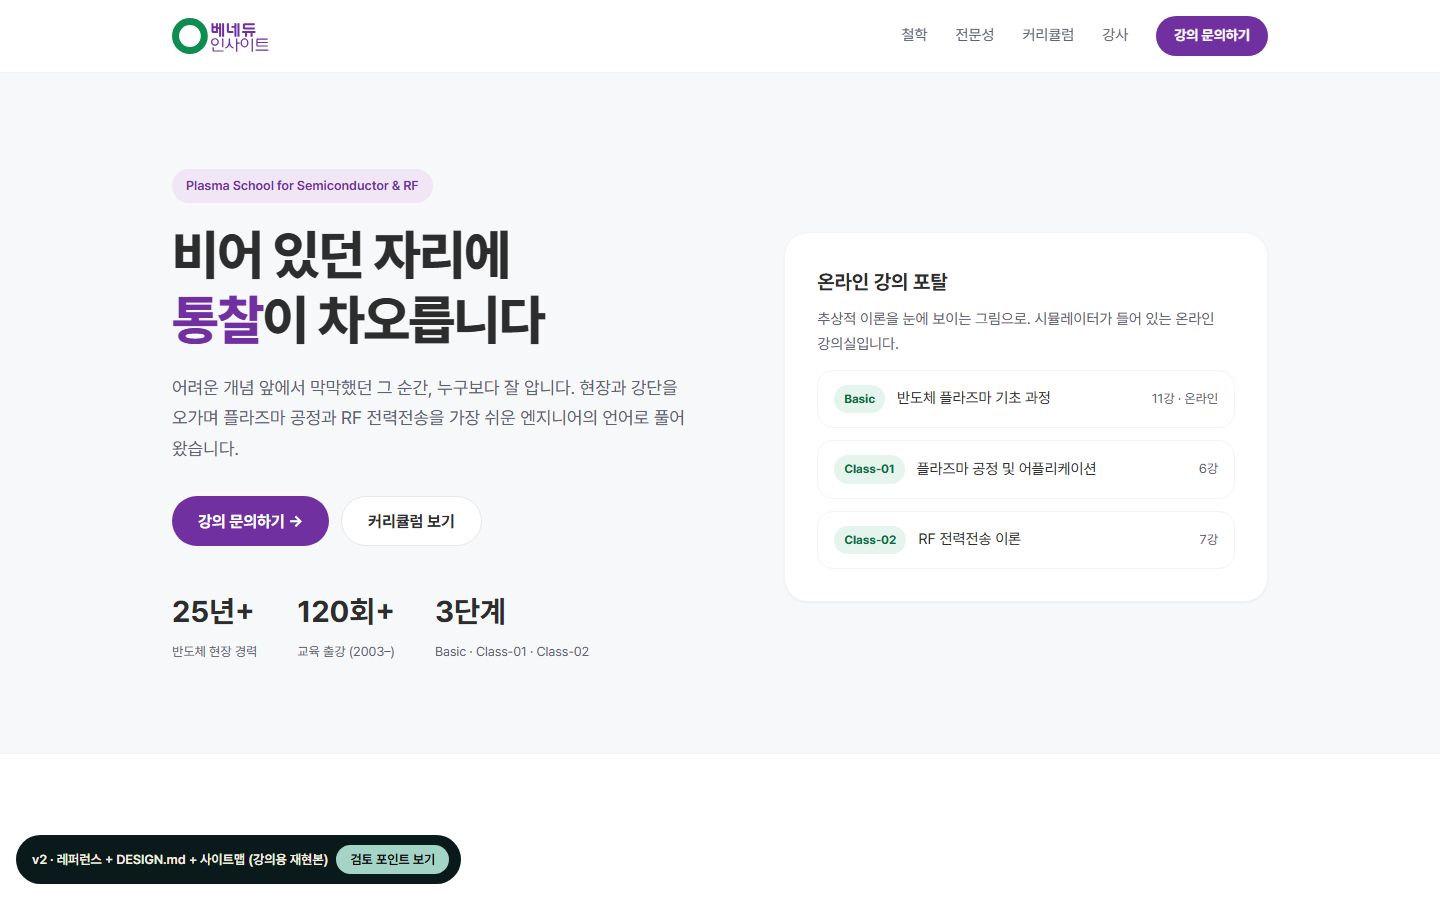 베네듀
인사이트
철학
전문성
커리큘럼
강사
강의 문의하기
Plasma School for Semiconductor & RF
비어 있던 자리에
통찰이 차오릅니다
어려운 개념 앞에서 막막했던 그 순간, 누구보다 잘 압니다. 현장과 강단을
오가며 플라즈마 공정과 RF 전력전송을 가장 쉬운 엔지니어의 언어로 풀어
왔습니다.
강의 문의하기 →
커리큘럼 보기
25년+
반도체 현장 경력
120회+
교육 출강 (2003–)
3단계
Basic · Class-01 · Class-02
온라인 강의 포탈
추상적 이론을 눈에 보이는 그림으로. 시뮬레이터가 들어 있는 온라인
강의실입니다.
Basic 반도체 플라즈마 기초 과정 11강 · 온라인
Class-01 플라즈마 공정 및 어플리케이션 6강
Class-02 RF 전력전송 이론 7강
v2 · 레퍼런스 + DESIGN.md + 사이트맵 (강의용 재현본) 검토 포인트 보기